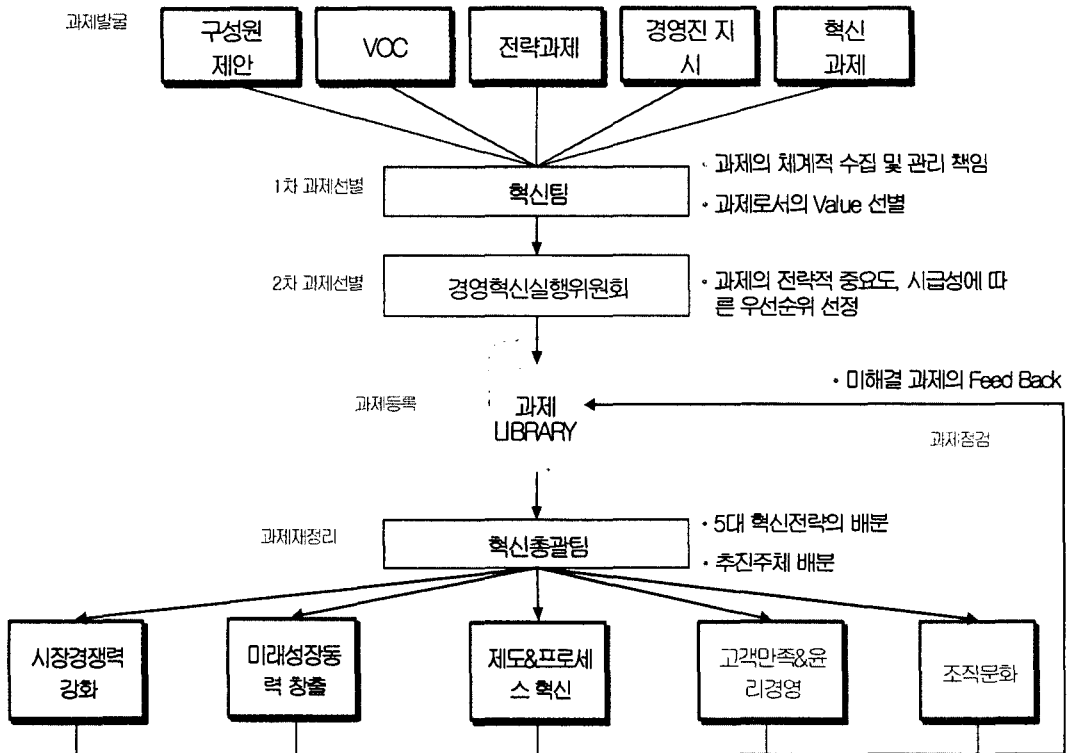 과제발굴
구성원
제안
VOC
전략과제
경영진 지
시
혁신
과제
1차 과제선별
혁신팀
· 과제의 체계적 수집 및 관리 책임
· 과제로서의 Value 선별
2차 과제선별
경영혁신실행위원회
· 과제의 전략적 중요도, 시급성에 따
른 우선순위 선정
· 미해결 과제의 Feed Back
과제등록
과제
LIBRARY
과제점검
과제재정리
혁신총괄팀
· 5대 혁신전략의 배분
· 추진주체 배분
시장경쟁력
강화
미래성장동
력 창출
제도&프로세
스 혁신
고객만족&윤
리경영
조직문화